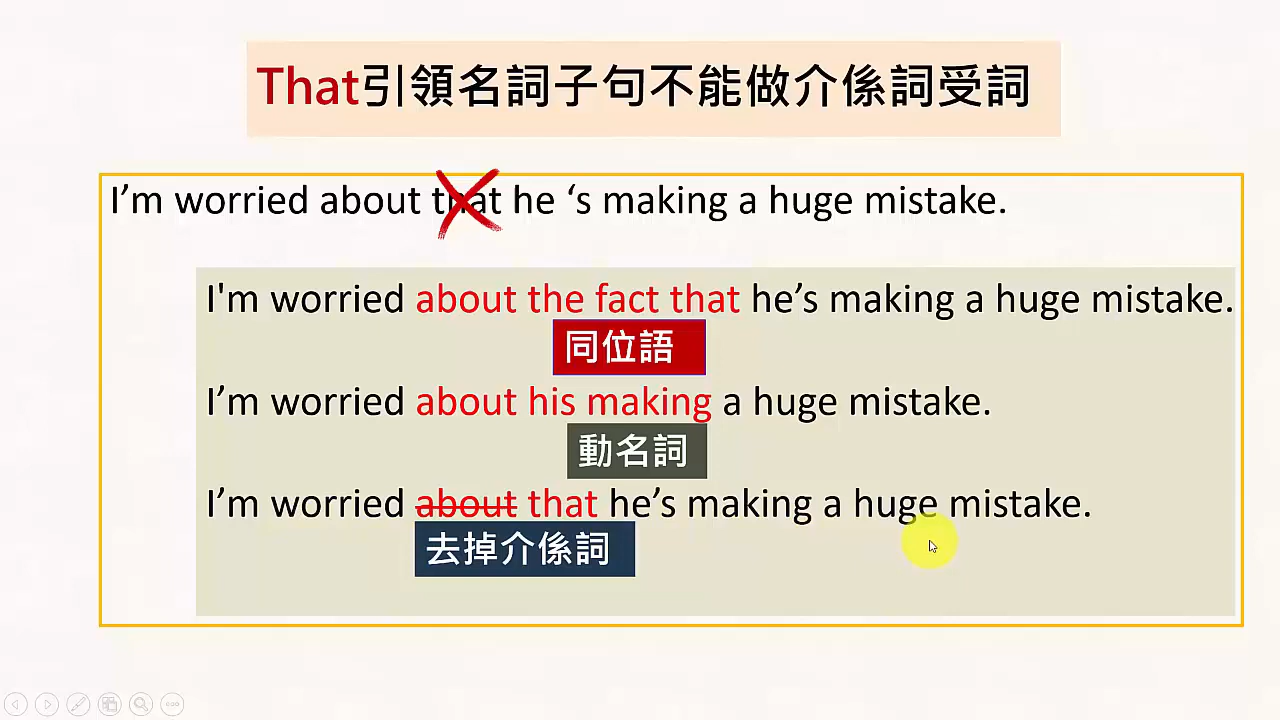 That引領名詞子句不能做介係詞受詞
I’m worried about that he ‘s making a huge mistake.
I'm worried about the fact that he’s making a huge mistake.
同位語
I’m worried about his making a huge mistake.
動名詞
I’m worried about that he’s making a huge mistake.
去掉介係詞